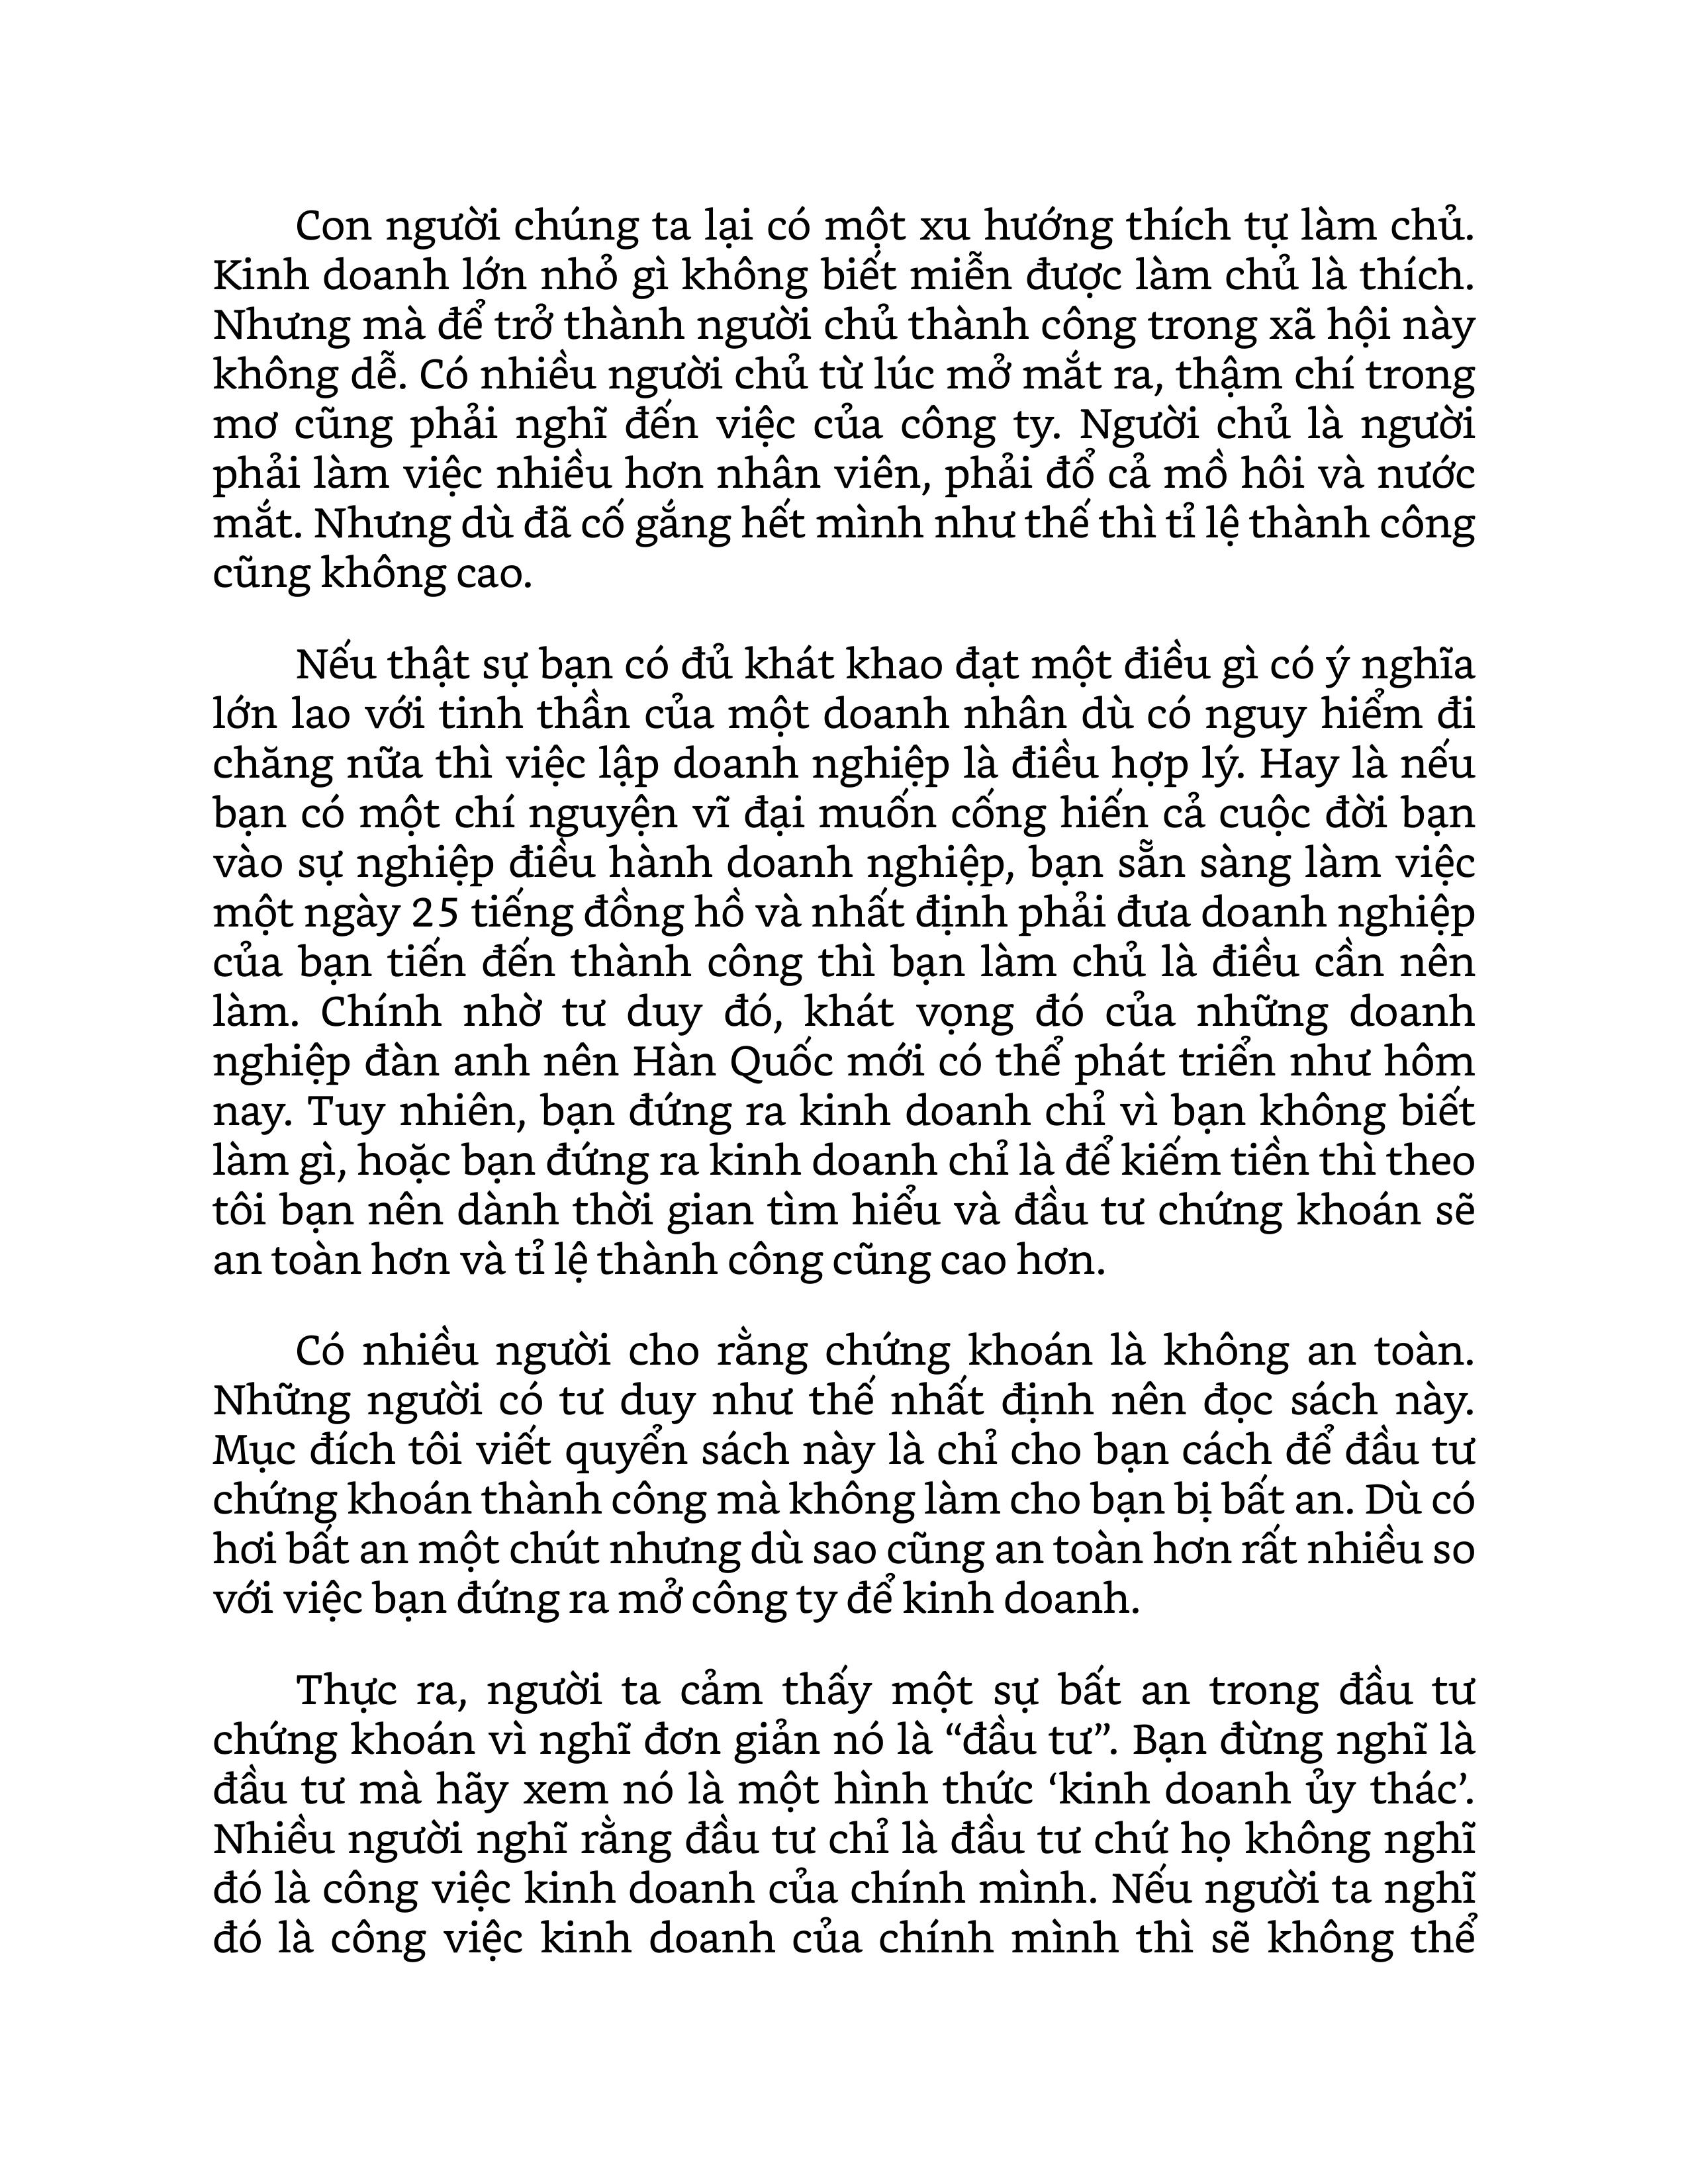 Con người chúng ta lại có một xu hướng thích tự làm chủ.
Kinh doanh lớn nhỏ gì không biết miễn được làm chủ là thích.
Nhưng mà để trở thành người chủ thành công trong xã hội này
không dễ. Có nhiều người chủ từ lúc mở mắt ra, thậm chí trong
mơ cũng phải nghĩ đến việc của công ty. Người chủ là người
phải làm việc nhiều hơn nhân viên, phải đổ cả mồ hôi và nước
mắt. Nhưng dù đã cố gắng hết mình như thế thì tỉ lệ thành công
cũng không cao.
Nếu thật sự bạn có đủ khát khao đạt một điều gì có ý nghĩa
lớn lao với tinh thần của một doanh nhân dù có nguy hiểm đi
chăng nữa thì việc lập doanh nghiệp là điều hợp lý. Hay là nếu
bạn có một chí nguyện vĩ đại muốn cống hiến cả cuộc đời bạn
vào sự nghiệp điều hành doanh nghiệp, bạn sẵn sàng làm việc
một ngày 25 tiếng đồng hồ và nhất định phải đưa doanh nghiệp
của bạn tiến đến thành công thì bạn làm chủ là điều cần nên
làm. Chính nhờ tư duy đó, khát vọng đó của những doanh
nghiệp đàn anh nên Hàn Quốc mới có thể phát triển như hôm
nay. Tuy nhiên, bạn đứng ra kinh doanh chỉ vì bạn không biết
làm gì, hoặc bạn đứng ra kinh doanh chỉ là để kiếm tiền thì theo
tôi bạn nên dành thời gian tìm hiểu và đầu tư chứng khoán sẽ
an toàn hơn và tỉ lệ thành công cũng cao hơn.
Có nhiều người cho rằng chứng khoán là không an toàn.
Những người có tư duy như thế nhất định nên đọc sách này.
Mục đích tôi viết quyển sách này là chỉ cho bạn cách để đầu tư
chứng khoán thành công mà không làm cho bạn bị bất an. Dù có
hơi bất an một chút nhưng dù sao cũng an toàn hơn rất nhiều so
với việc bạn đứng ra mở công ty để kinh doanh.
Thực ra, người ta cảm thấy một sự bất an trong đầu tư
chứng khoán vì nghĩ đơn giản nó là “đầu tư”. Bạn đừng nghĩ là
đầu tư mà hãy xem nó là một hình thức ‘kinh doanh ủy thác’.
Nhiều người nghĩ rằng đầu tư chỉ là đầu tư chứ họ không nghĩ
đó là công việc kinh doanh của chính mình. Nếu người ta nghĩ
đó là công việc kinh doanh của chính mình thì sẽ không thể